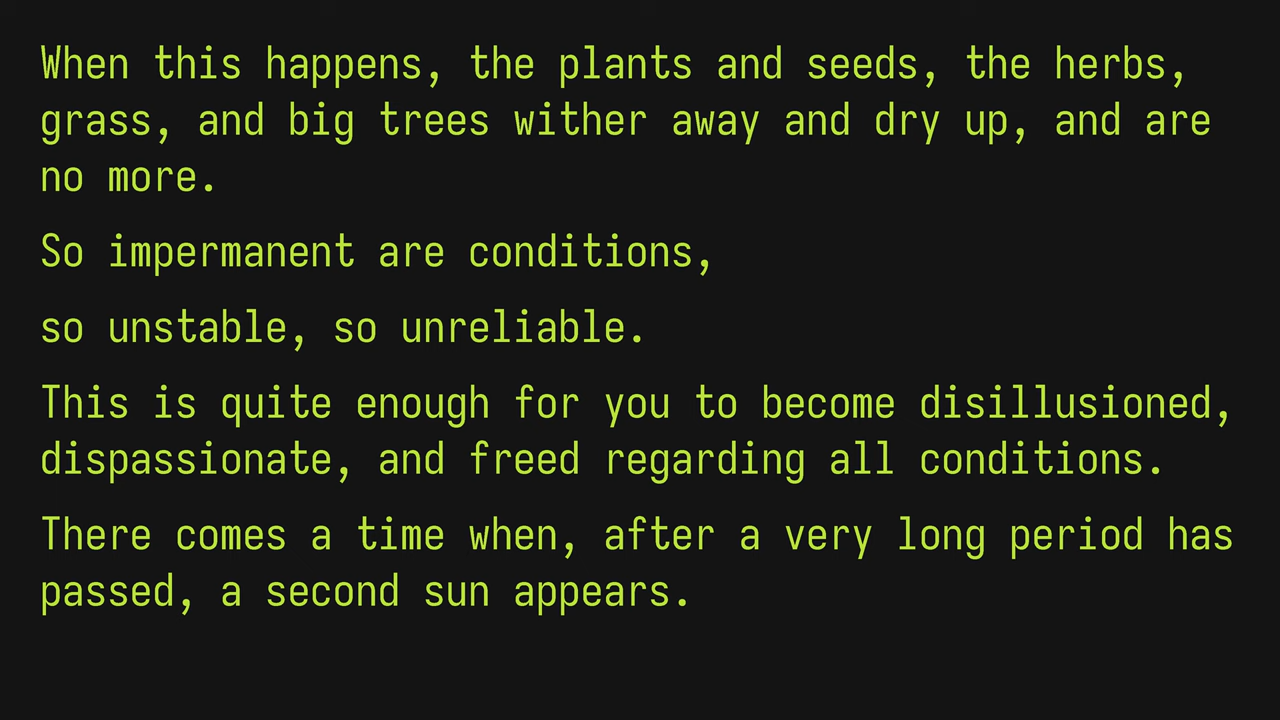 When this happens, the plants and seeds, the herbs,
grass, and big trees wither away and dry up, and are
no more.
So impermanent are conditions,
so unstable, so unreliable.
This is quite enough for you to become disillusioned,
dispassionate, and freed regarding all conditions.
There comes a time when, after a very long period has
passed, a second sun appears.